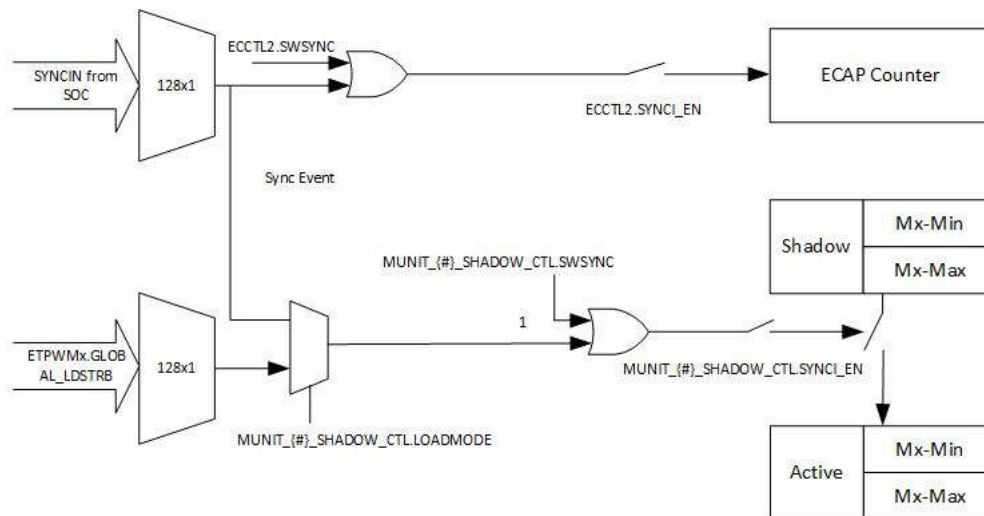 ECCTL2.SWSYNC
SYNCIN from
SOC
128x1
ECAP Counter
ECCTL2.SYNCI_EN
Sync Event
Shadow
Mx-Min
Mx-Max
MUNIT_{#}_SHADOW_CTL.SWSYNC
1
ETPWMx.GLOB
AL_LDSTRB
128x1
MUNIT_{#}_SHADOW_CTL.SYNCI_EN
MUNIT_{#}_SHADOW_CTL.LOADMODE
Active
Mx-Min
Mx-Max